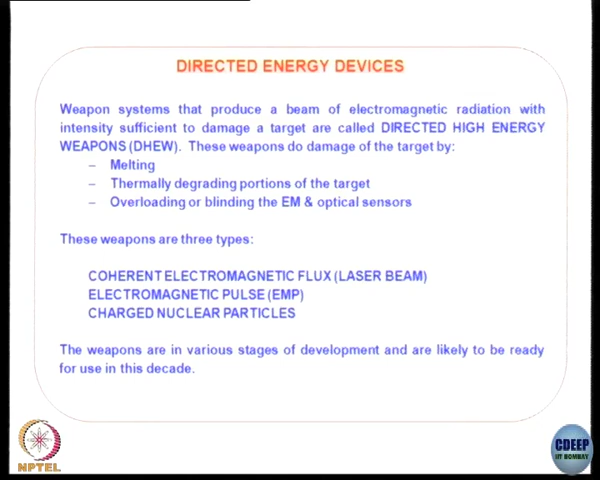 DIRECTED ENERGY DEVICES
Weapon systems that produce a beam of electromagnetic radiation with
intensity sufficient to damage a target are called DIRECTED HIGH ENERGY
WEAPONS (DHEW). These weapons do damage of the target by:
– Melting
– Thermally degrading portions of the target
– Overloading or blinding the EM & optical sensors
These weapons are three types:
COHERENT ELECTROMAGNETIC FLUX (LASER BEAM)
ELECTROMAGNETIC PULSE (EMP)
CHARGED NUCLEAR PARTICLES
The weapons are in various stages of development and are likely to be ready
for use in this decade.
NPTEL
CDEEP
IIT BOMBAY